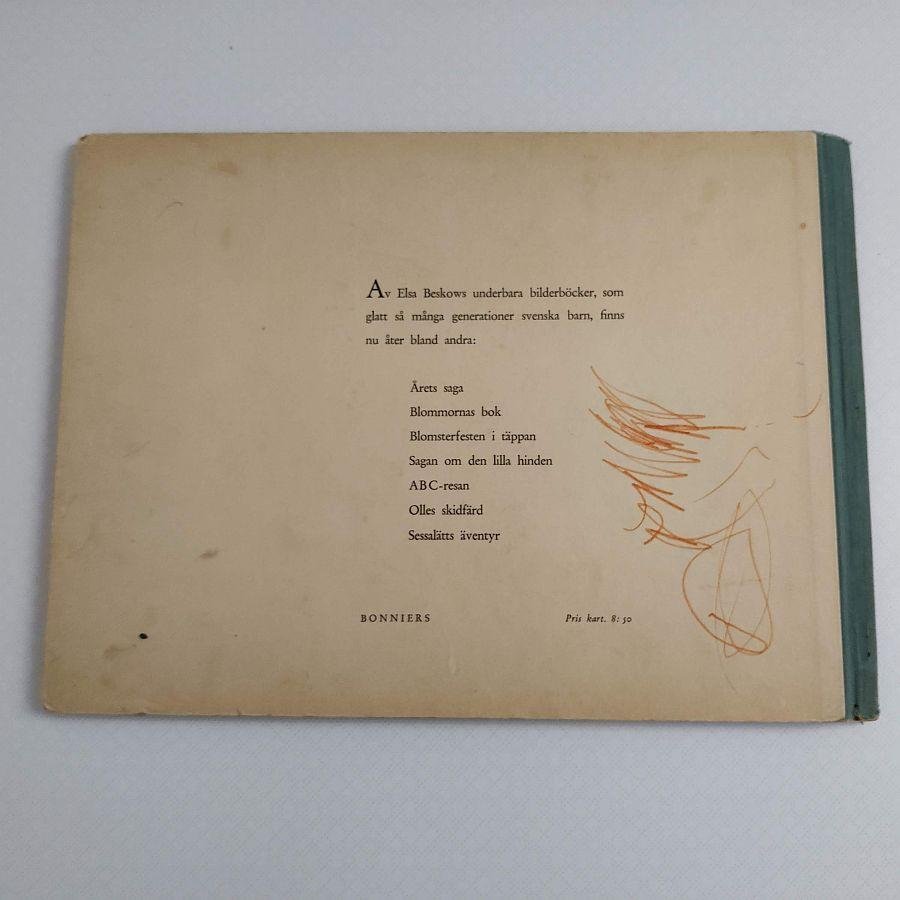 Av Elsa Beskows underbara bilderböcker, som
glatt så många generationer svenska barn, finns
nu åter bland andra:
Årets saga
Blommornas bok
Blomsterfesten i täppan
Sagan om den lilla hinden
ABC-resan
Olles skidfärd
Sessalätts äventyr
BONNIERS Pris kart. 8: 50